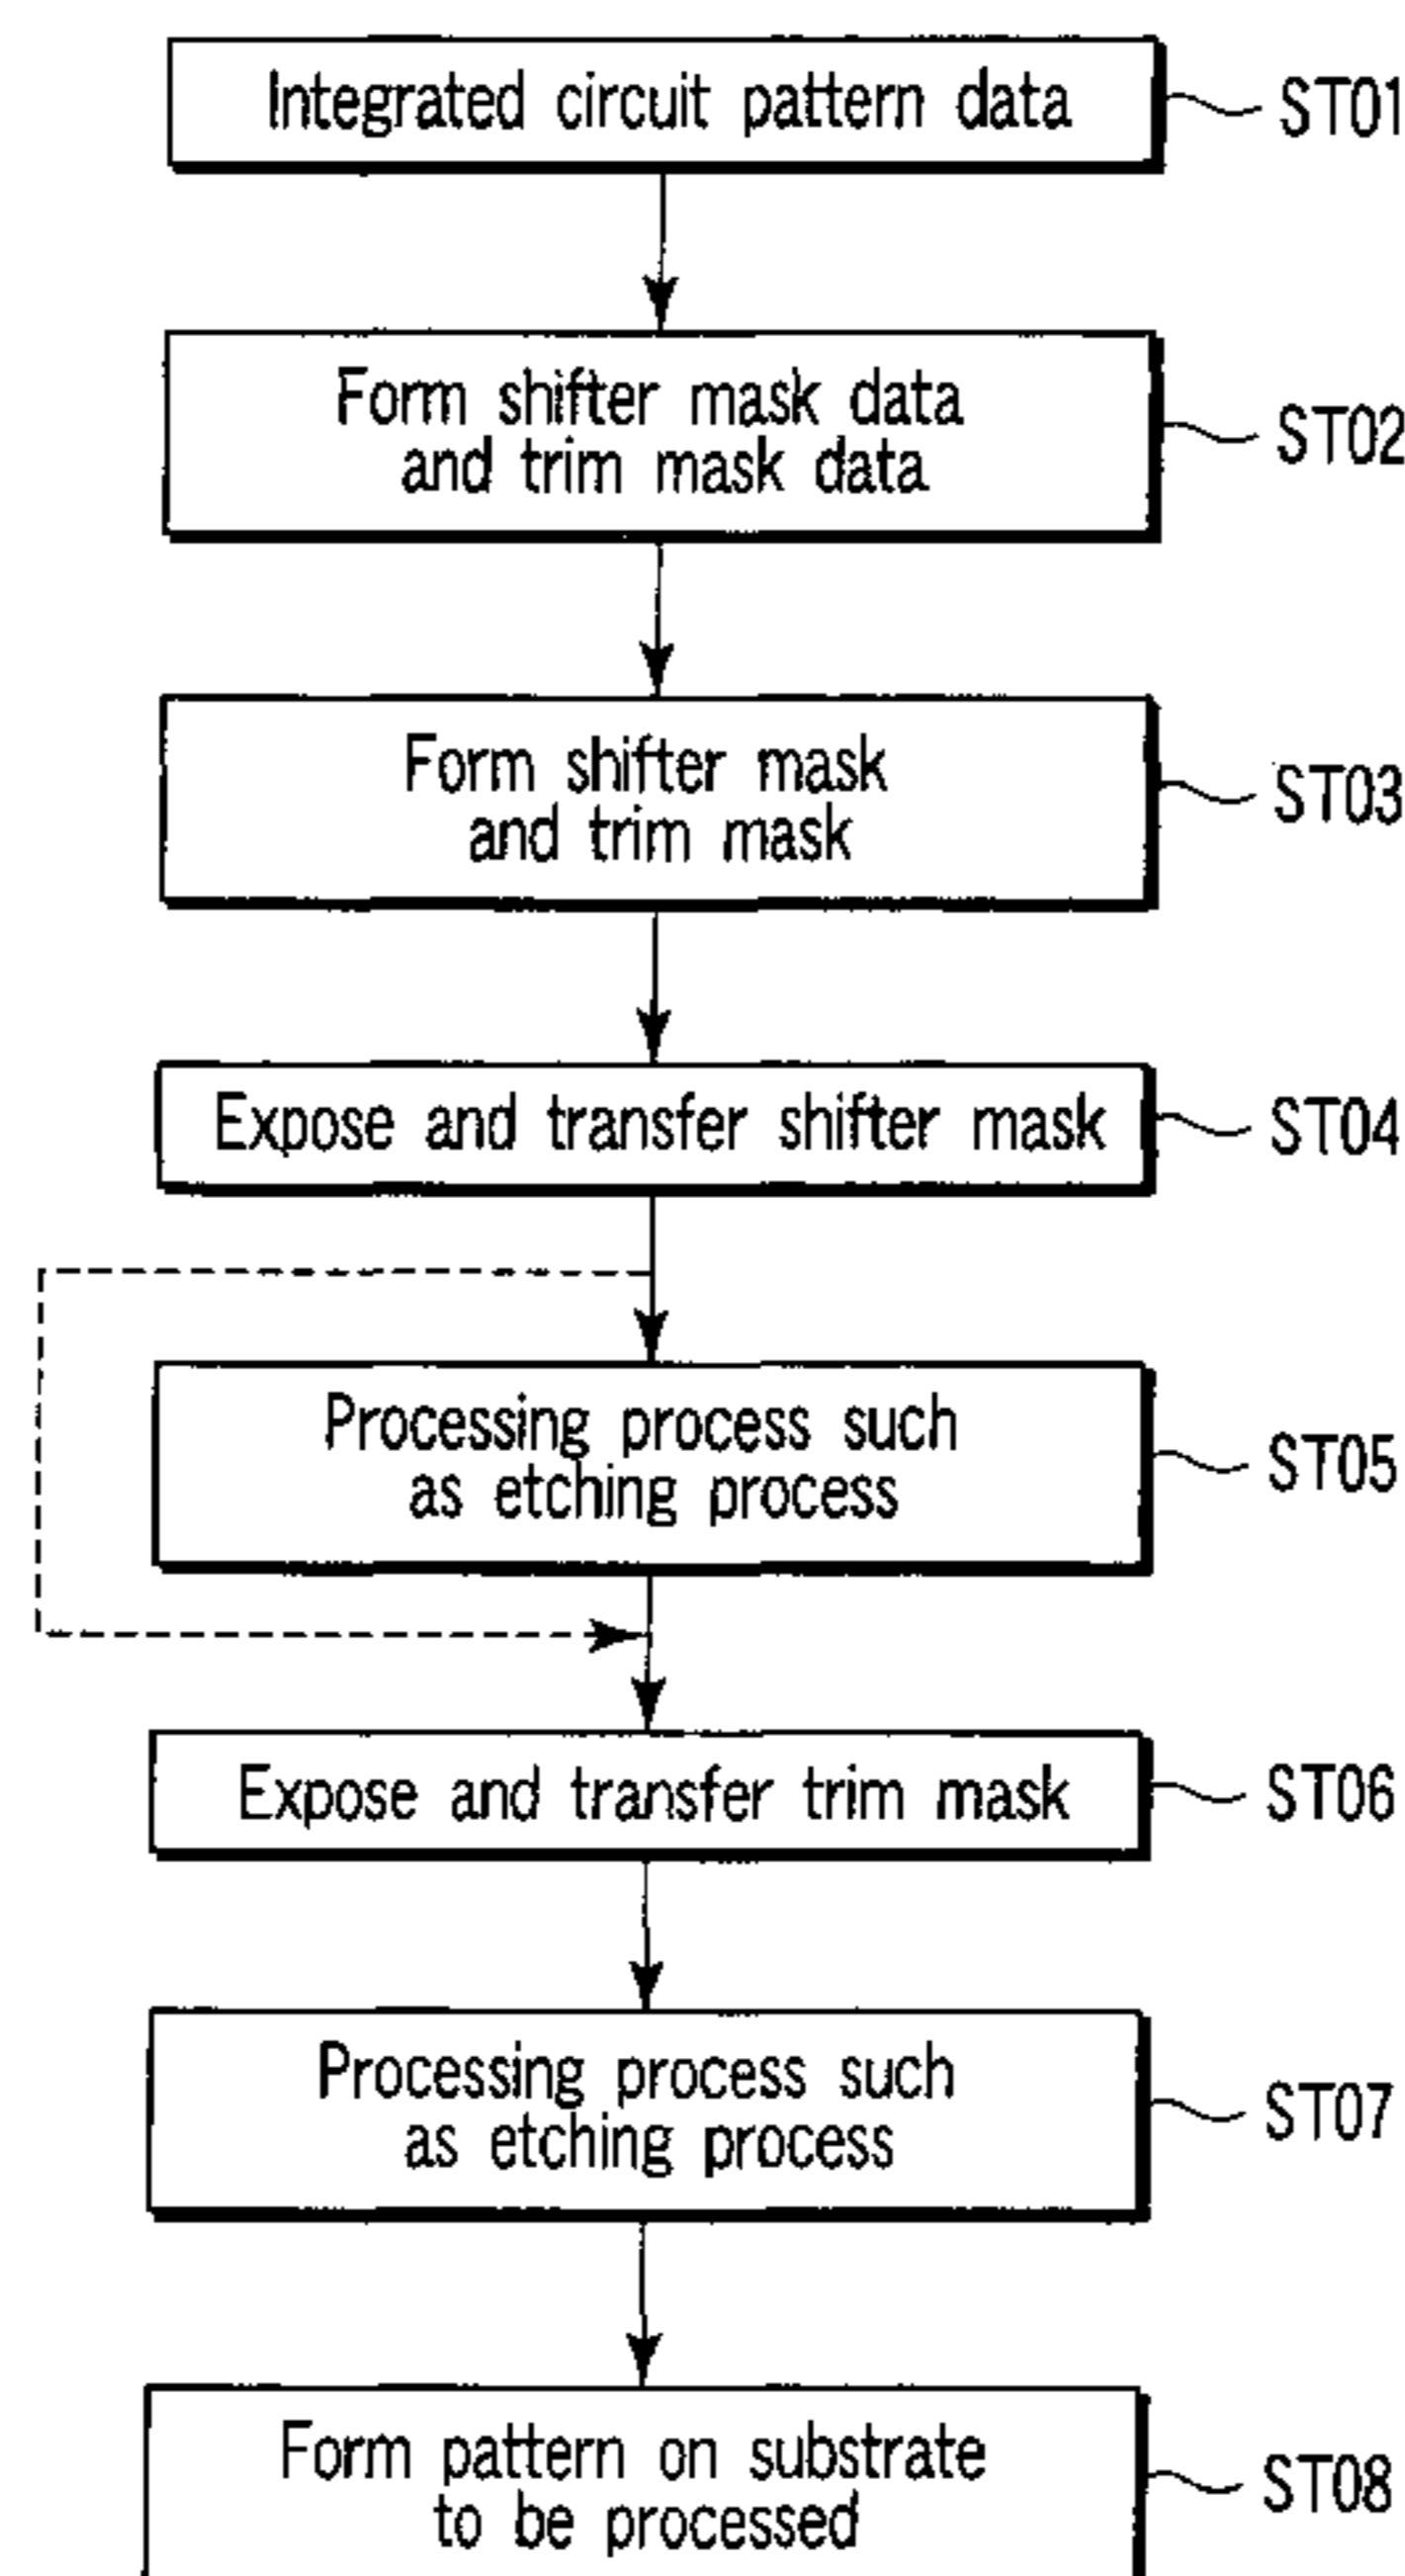 Integrated circuit pattern data
ST01
Form shifter mask data
and trim mask data
ST02
Form shifter mask
and trim mask
ST03
Expose and transfer shifter mask
ST04
Processing process such
as etching process
ST05
Expose and transfer trim mask
ST06
Processing process such
as etching process
ST07
Form pattern on substrate
to be processed
ST08